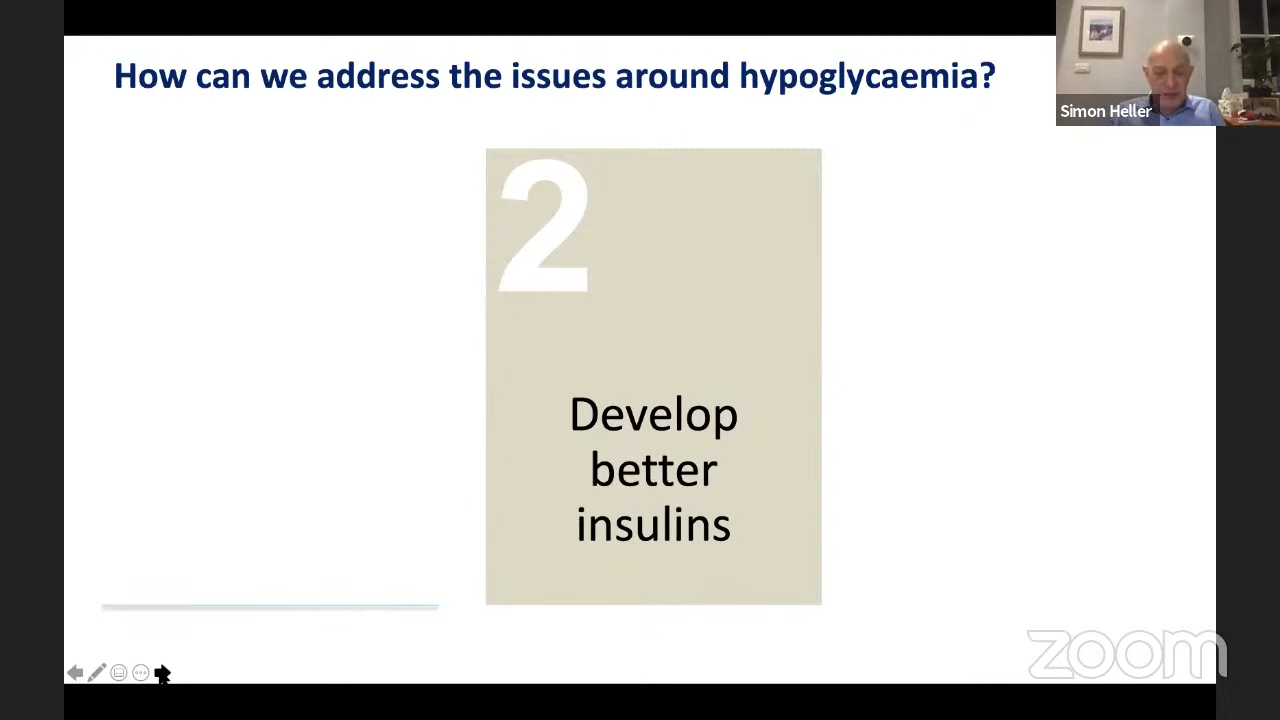 How can we address the issues around hypoglycaemia?
Simon Heller
2
Develop
better
insulins
zoom